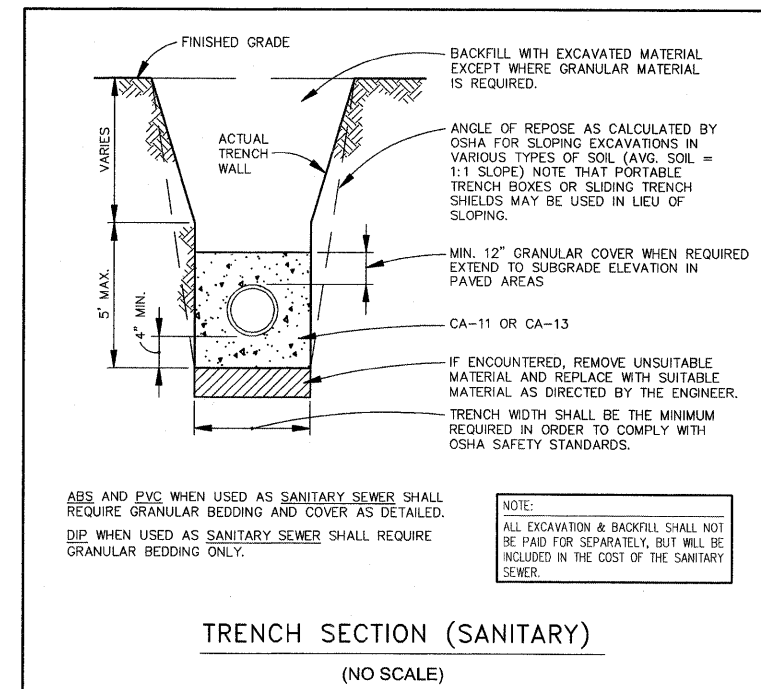 FINISHED GRADE
BACKFILL WITH EXCAVATED MATERIAL
EXCEPT WHERE GRANULAR MATERIAL
IS REQUIRED.
VARIES
ACTUAL
TRENCH
WALL
ANGLE OF REPOSE AS CALCULATED BY
OSHA FOR SLOPING EXCAVATIONS IN
VARIOUS TYPES OF SOIL (AVG. SOIL =
1:1 SLOPE) NOTE THAT PORTABLE
TRENCH BOXES OR SLIDING TRENCH
SHIELDS MAY BE USED IN LIEU OF
SLOPING.
5' MAX.
4" MIN.
MIN. 12" GRANULAR COVER WHEN REQUIRED
EXTEND TO SUBGRADE ELEVATION IN
PAVED AREAS
CA-11 OR CA-13
IF ENCOUNTERED, REMOVE UNSUITABLE
MATERIAL AND REPLACE WITH SUITABLE
MATERIAL AS DIRECTED BY THE ENGINEER.
TRENCH WIDTH SHALL BE THE MINIMUM
REQUIRED IN ORDER TO COMPLY WITH
OSHA SAFETY STANDARDS.
ABS AND PVC WHEN USED AS SANITARY SEWER SHALL
REQUIRE GRANULAR BEDDING AND COVER AS DETAILED.
DIP WHEN USED AS SANITARY SEWER SHALL REQUIRE
GRANULAR BEDDING ONLY.
NOTE:
ALL EXCAVATION & BACKFILL SHALL NOT
BE PAID FOR SEPARATELY, BUT WILL BE
INCLUDED IN THE COST OF THE SANITARY
SEWER.
TRENCH SECTION (SANITARY)
(NO SCALE)